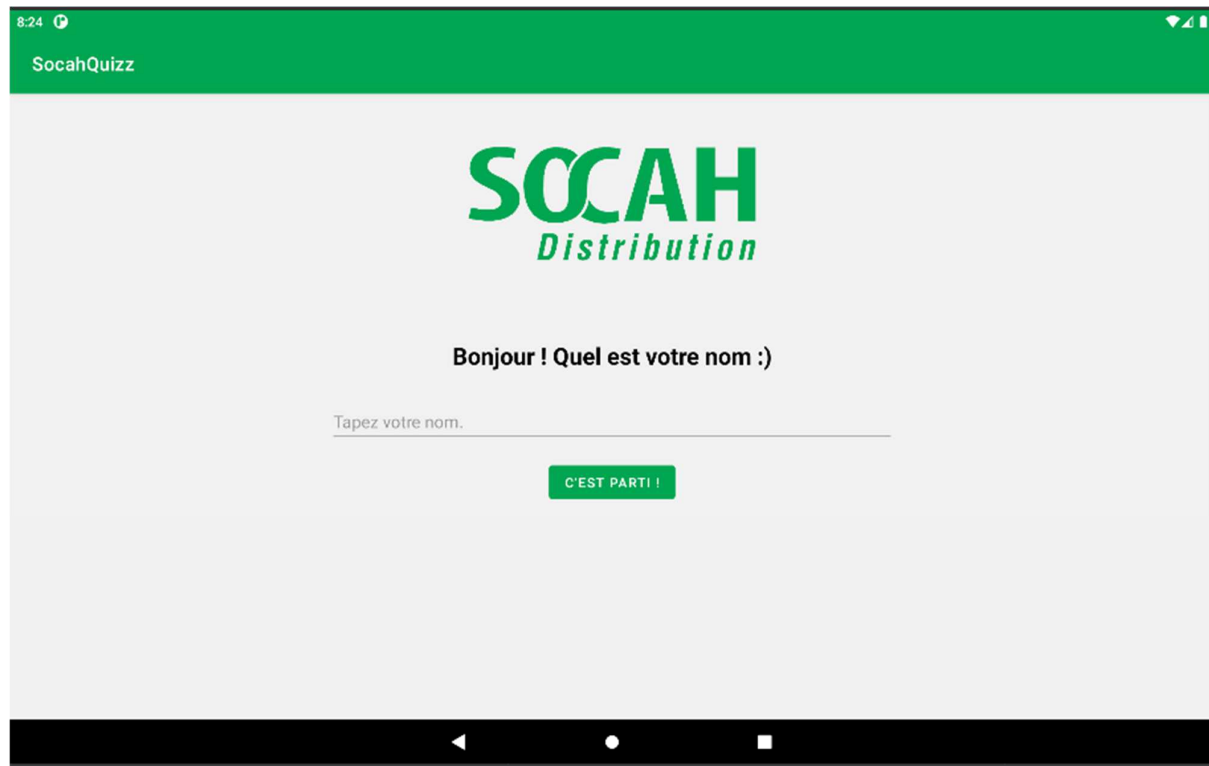 8:24
SocahQuizz
SOCAH
Distribution
Bonjour ! Quel est votre nom :)
Tapez votre nom.
C'EST PARTI !